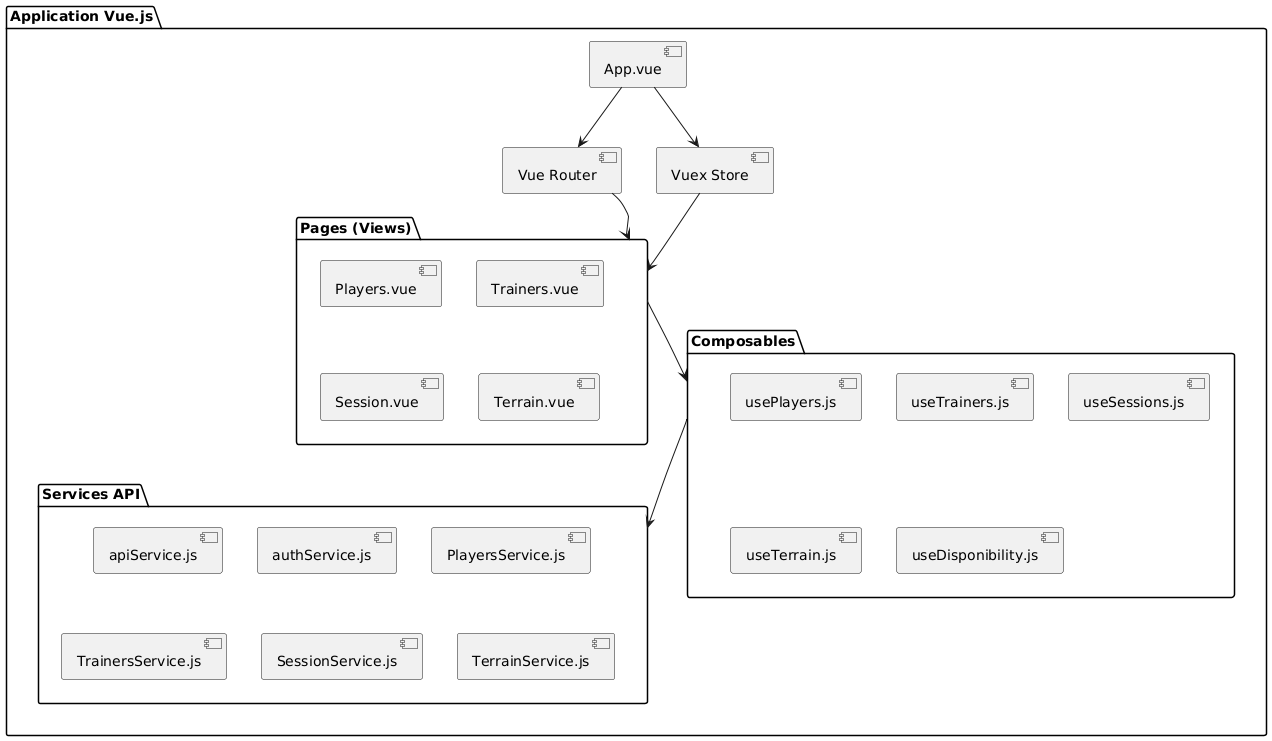 Application Vue.js
App.vue
Vue Router
Vuex Store
Pages (Views)
Players.vue
Trainers.vue
Session.vue
Terrain.vue
Composables
usePlayers.js
useTrainers.js
useSessions.js
useTerrain.js
useDisponibility.js
Services API
apiService.js
authService.js
PlayersService.js
TrainersService.js
SessionService.js
TerrainService.js